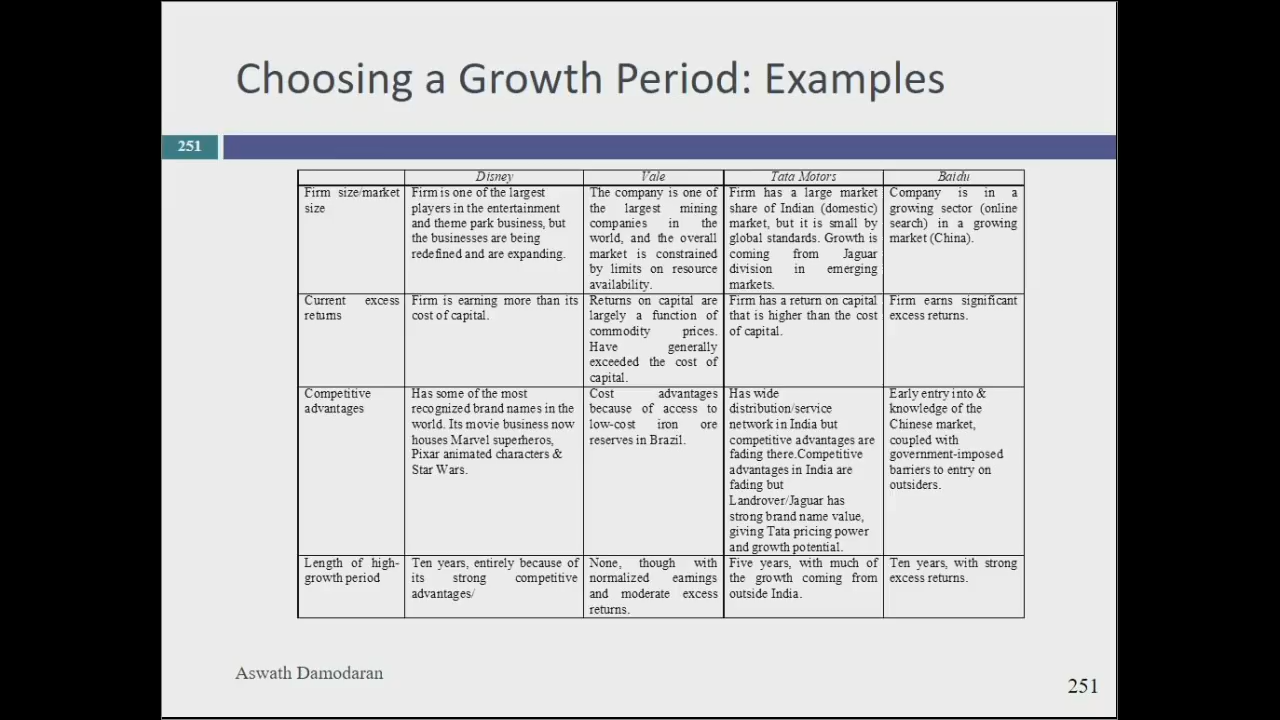 Choosing a Growth Period: Examples
251
Disney
Vale
Tata Motors
Baidu
Firm size/market
size
Firm is one of the largest
players in the entertainment
and theme park business, but
the businesses are being
redefined and are expanding.
The company is one of
the largest mining
companies in the
world, and the overall
market is constrained
by limits on resource
availability.
Firm has a large market
share of Indian (domestic)
market, but it is small by
global standards. Growth is
coming from Jaguar
division in emerging
markets.
Company is in a
growing sector (online
search) in a growing
market (China).
Current excess
returns
Firm is earning more than its
cost of capital.
Returns on capital are
largely a function of
commodity prices.
Have generally
exceeded the cost of
capital.
Firm has a return on capital
that is higher than the cost
of capital.
Firm earns significant
excess returns.
Competitive
advantages
Has some of the most
recognized brand names in the
world. Its movie business now
houses Marvel superheros,
Pixar animated characters &
Star Wars.
Cost advantages
because of access to
low-cost iron ore
reserves in Brazil.
Has wide
distribution/service
network in India but
competitive advantages are
fading there.Competitive
advantages in India are
fading but
Landrover/Jaguar has
strong brand name value,
giving Tata pricing power
and growth potential.
Early entry into &
knowledge of the
Chinese market,
coupled with
government-imposed
barriers to entry on
outsiders.
Length of high-
growth period
Ten years, entirely because of
its strong competitive
advantages/
None, though with
normalized earnings
and moderate excess
returns.
Five years, with much of
the growth coming from
outside India.
Ten years, with strong
excess returns.
Aswath Damodaran
251